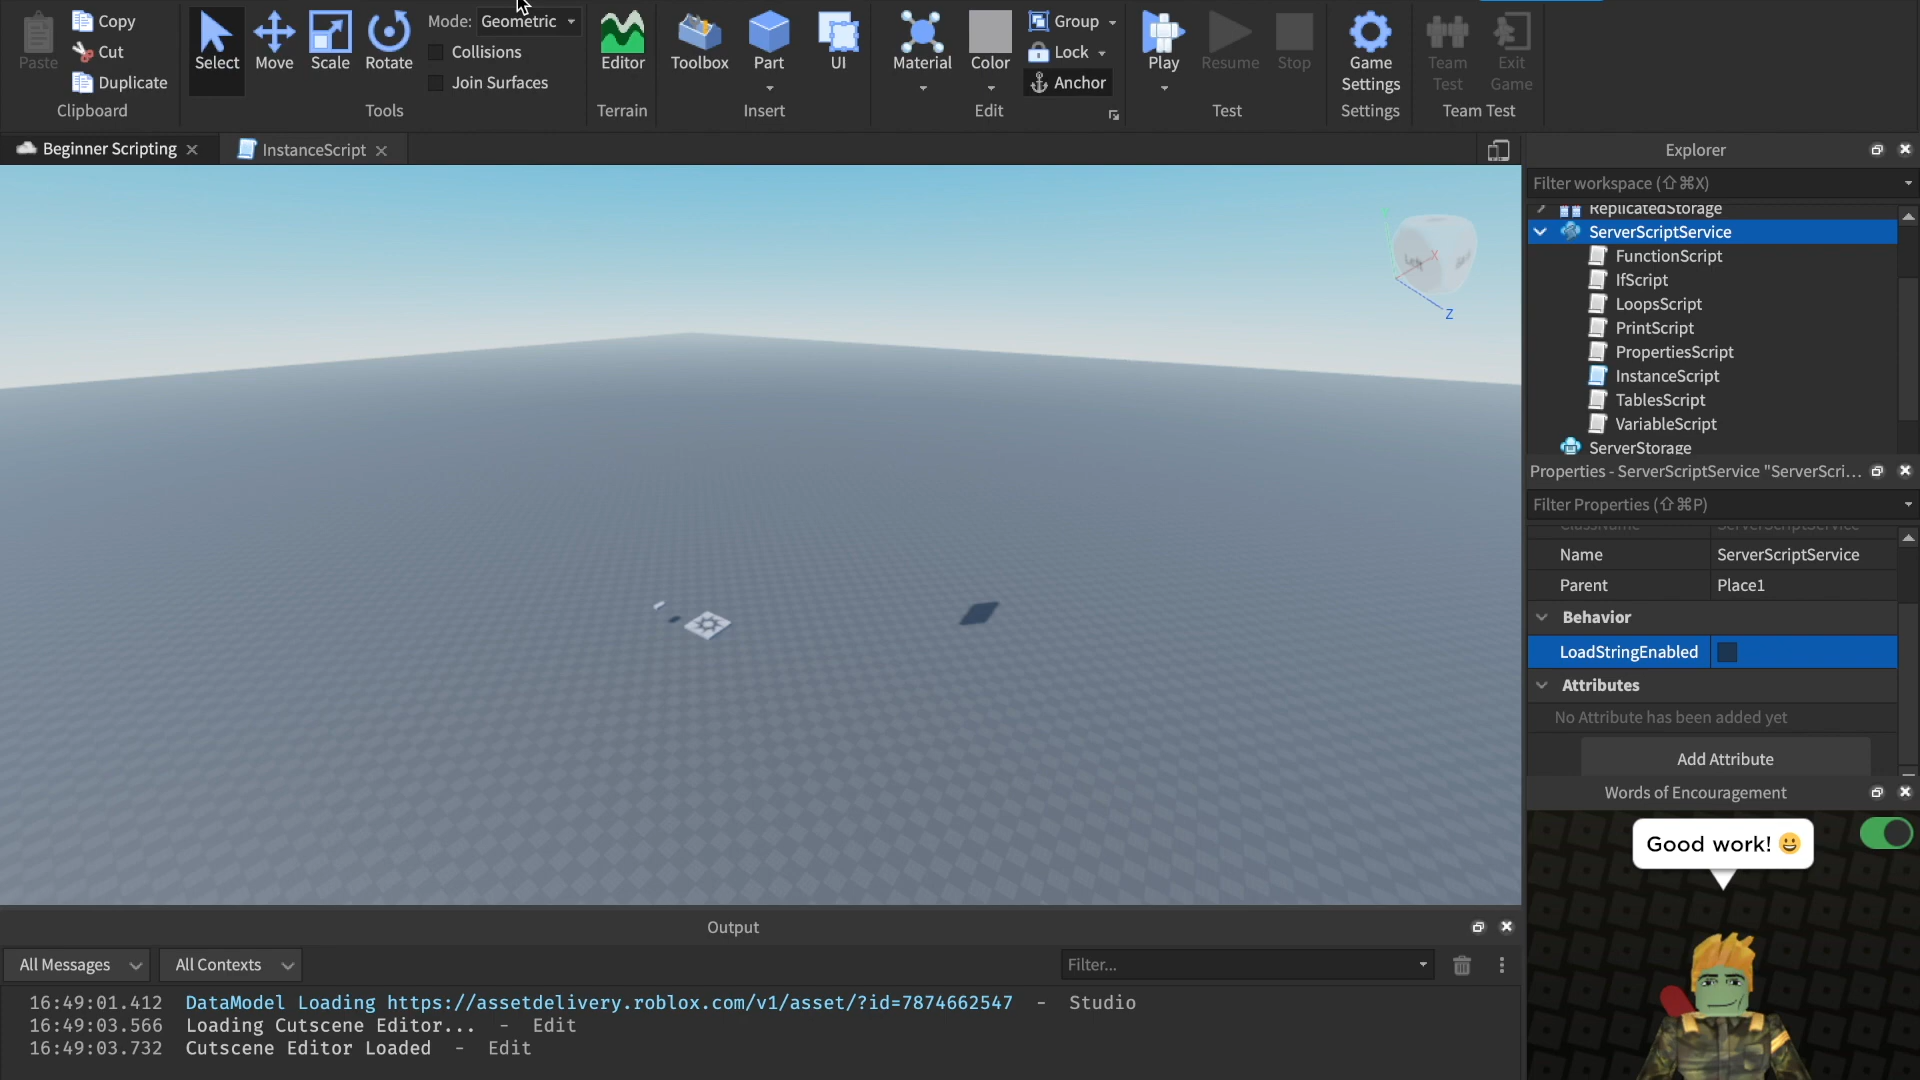 Paste
Copy
Cut
Duplicate
Clipboard
Select
Move
Scale
Rotate
Mode: Geometric
Collisions
Join Surfaces
Tools
Editor
Terrain
Toolbox
Part
UI
Insert
Material
Color
Group
Lock
Anchor
Edit
Play
Resume
Stop
Test
Game
Settings
Settings
Team
Test
Exit
Game
Team Test
Beginner Scripting
InstanceScript
Explorer
Filter workspace (⇧⌘X)
ReplicatedStorage
ServerScriptService
FunctionScript
IfScript
LoopsScript
PrintScript
PropertiesScript
InstanceScript
TablesScript
VariableScript
ServerStorage
Properties - ServerScriptService "ServerScri...
Filter Properties (⇧⌘P)
ClassName ServerScriptService
Name ServerScriptService
Parent Place1
Behavior
LoadStringEnabled
Attributes
No Attribute has been added yet
Add Attribute
Words of Encouragement
Good work! 😀
X
Z
Output
All Messages
All Contexts
Filter...
16:49:01.412 DataModel Loading https://assetdelivery.roblox.com/v1/asset/?id=7874662547 - Studio
16:49:03.566 Loading Cutscene Editor... - Edit
16:49:03.732 Cutscene Editor Loaded - Edit